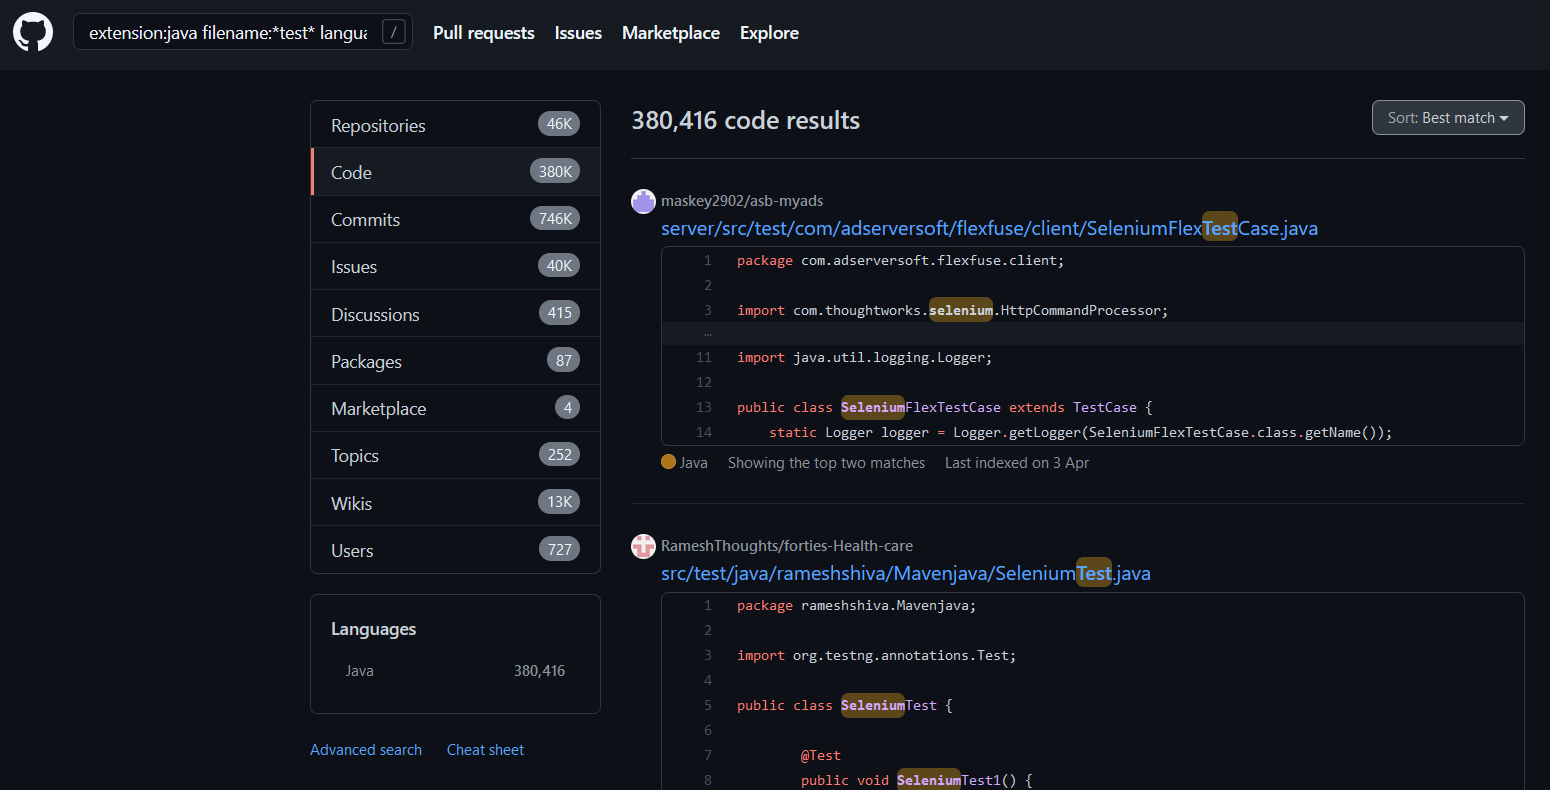 extension:java filename:*test* langua /
Pull requests Issues Marketplace Explore
Repositories 46K
Code 380K
Commits 746K
Issues 40K
Discussions 415
Packages 87
Marketplace 4
Topics 252
Wikis 13K
Users 727
Languages
Java 380,416
Advanced search Cheat sheet
380,416 code results
Sort: Best match
maskey2902/asb-myads
server/src/test/com/adserversoft/flexfuse/client/SeleniumFlexTestCase.java
1 package com.adserversoft.flexfuse.client;
2
3 import com.thoughtworks.selenium.HttpCommandProcessor;
…
11 import java.util.logging.Logger;
12
13 public class SeleniumFlexTestCase extends TestCase {
14 static Logger logger = Logger.getLogger(SeleniumFlexTestCase.class.getName());
Java Showing the top two matches Last indexed on 3 Apr
RameshThoughts/forties-Health-care
src/test/java/rameshshiva/Mavenjava/SeleniumTest.java
1 package rameshshiva.Mavenjava;
2
3 import org.testng.annotations.Test;
4
5 public class SeleniumTest {
6
7 @Test
8 public void SeleniumTest1() {